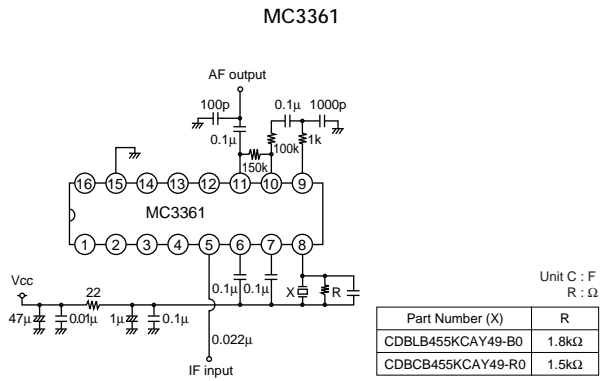 MC3361
AF output
100p
0.1µ
1000p
0.1µ
100k
1k
150k
16 15 14 13 12 11 10 9
MC3361
1 2 3 4 5 6 7 8
Vcc
22
0.1µ 0.1µ
X
R
47µ
0.01µ
1µ
0.1µ
0.022µ
IF input
Unit C : F
R : Ω
Part Number (X) R
CDBLB455KCAY49-B0 1.8kΩ
CDBCB455KCAY49-R0 1.5kΩ